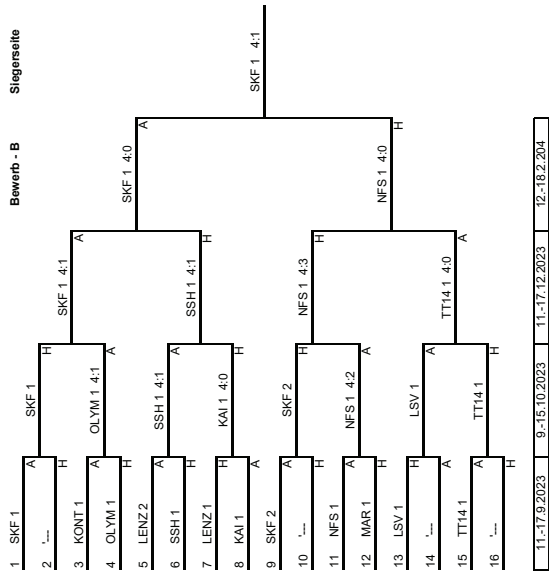 Bewerb - B Siegerseite
1 SKF 1
A
SKF 1
2 '---
H
H
SKF 1 4:1
3 KONT 1
A
OLYM 1 4:1
A
A
4 OLYM 1
H
SKF 1 4:0
A
5 LENZ 2
A
SSH 1 4:1
6 SSH 1
H
A
SSH 1 4:1
H
7 LENZ 1
H
KAI 1 4:0
H
8 KAI 1
A
SKF 1 4:1
9 SKF 2
A
SKF 2
10 '---
H
H
NFS 1 4:3
H
11 NFS 1
A
NFS 1 4:2
A
12 MAR 1
H
NFS 1 4:0
H
13 LSV 1
H
LSV 1
14 '---
A
A
TT14 1 4:0
A
15 TT14 1
A
TT14 1
H
16 '---
H
11.-17.9.2023 9.-15.10.2023 11.-17.12.2023 12.-18.2.204